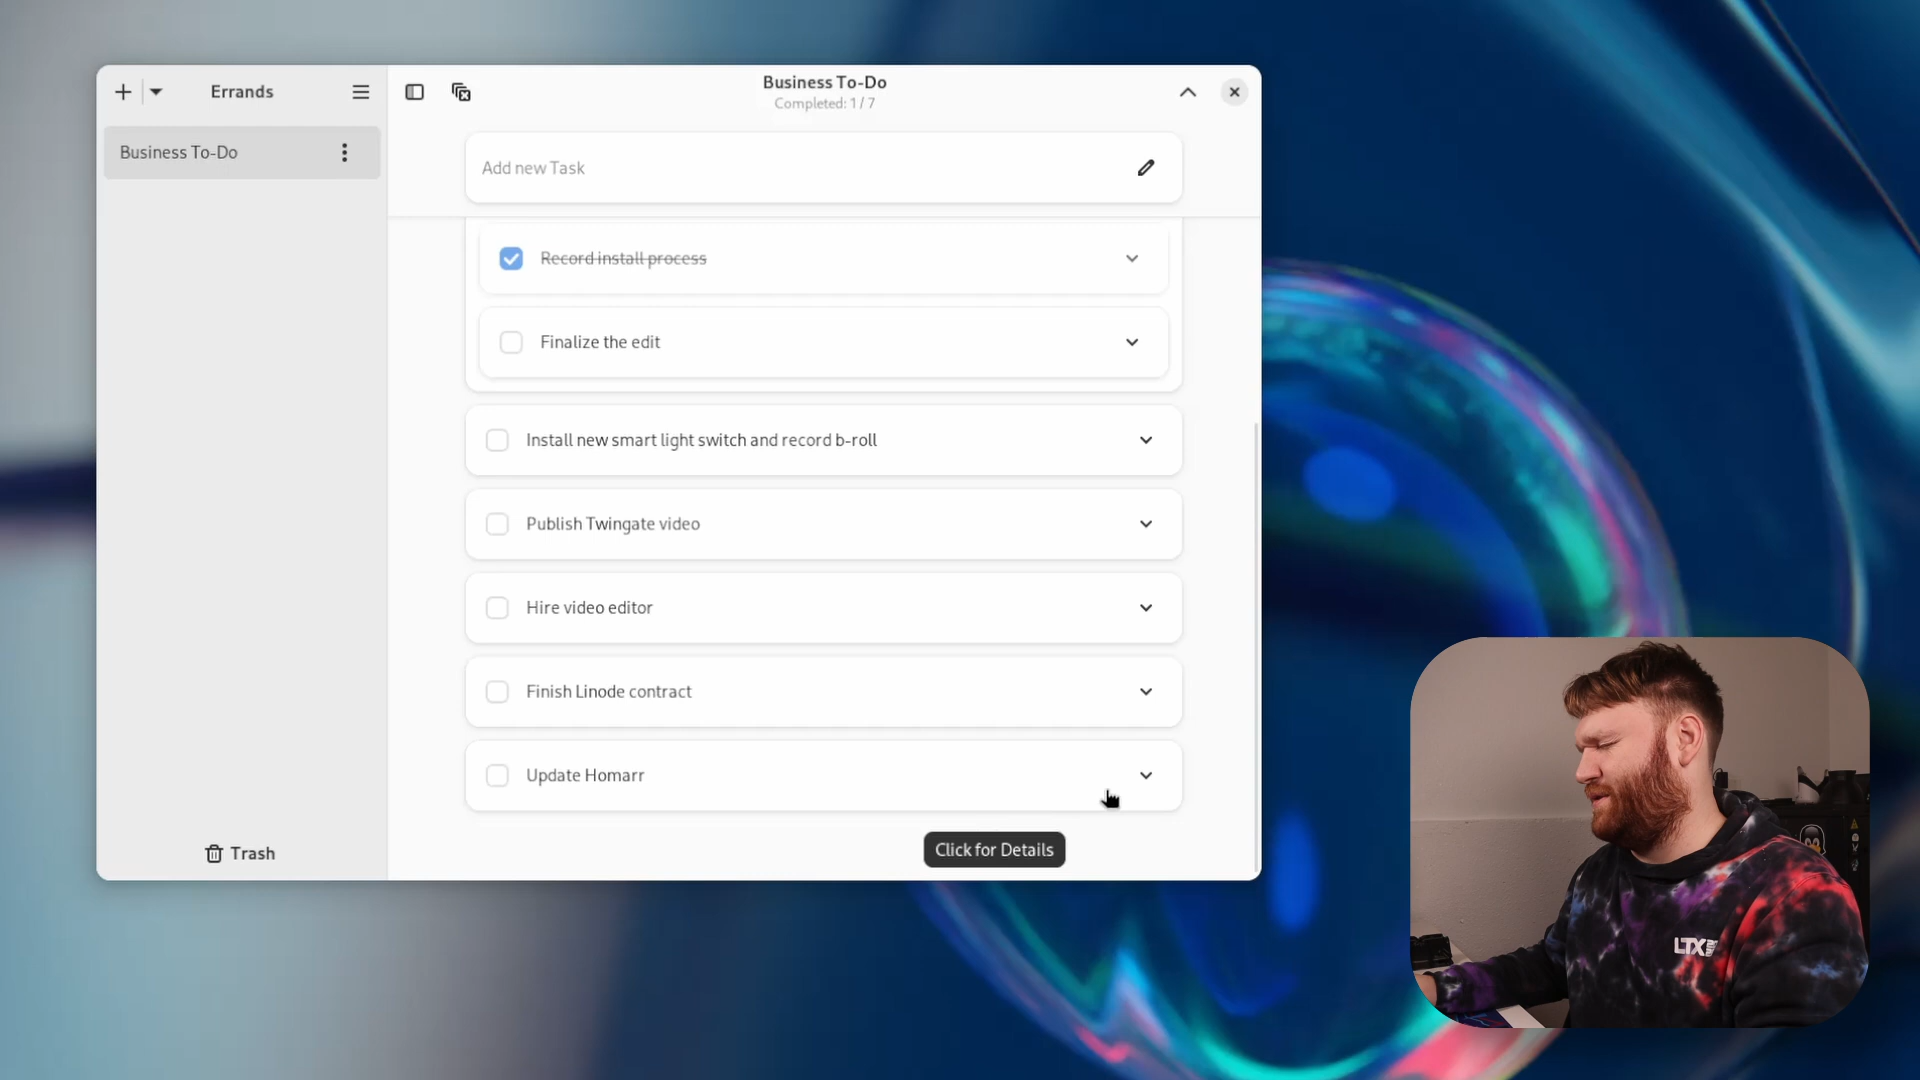 Errands
Business To-Do
Completed: 1 / 7
Business To-Do
Add new Task
Record install process
Finalize the edit
Install new smart light switch and record b-roll
Publish Twingate video
Hire video editor
Finish Linode contract
Update Homarr
Click for Details
Trash
LTX